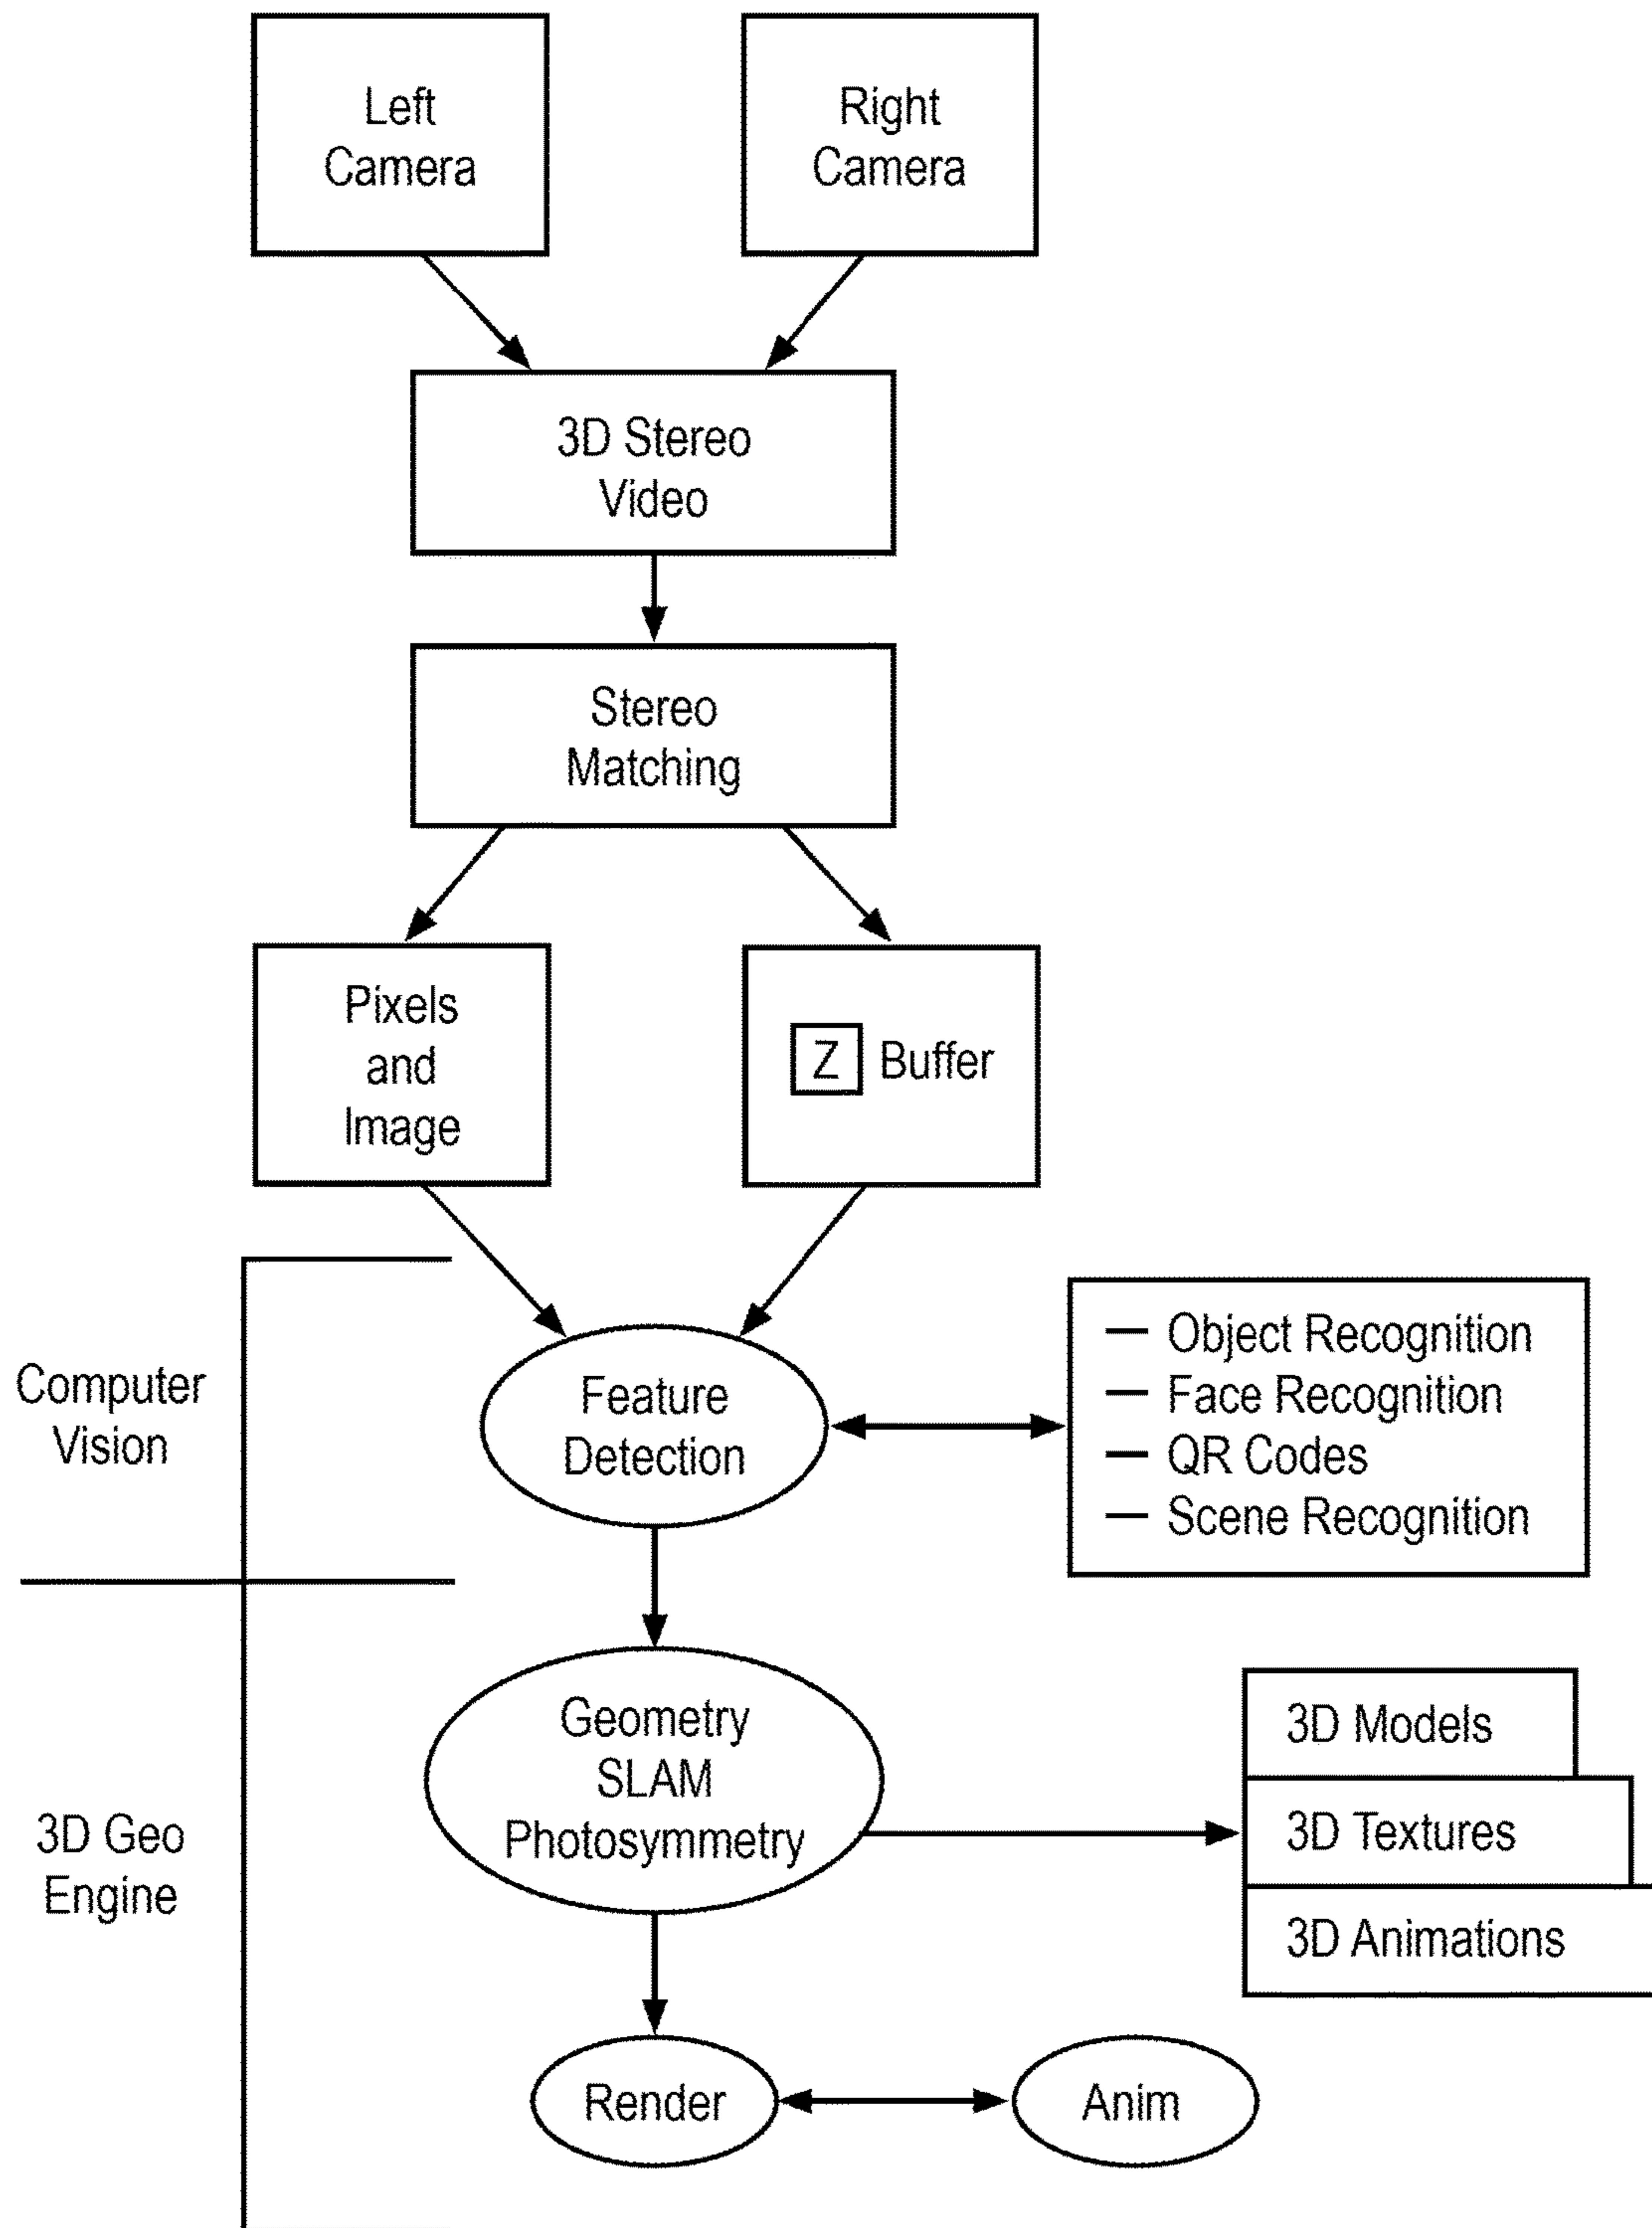 Left
Camera
Right
Camera
3D Stereo
Video
Stereo
Matching
Pixels
and
Image
Z Buffer
Computer
Vision
Feature
Detection
— Object Recognition
— Face Recognition
— QR Codes
— Scene Recognition
3D Geo
Engine
Geometry
SLAM
Photosymmetry
3D Models
3D Textures
3D Animations
Render
Anim